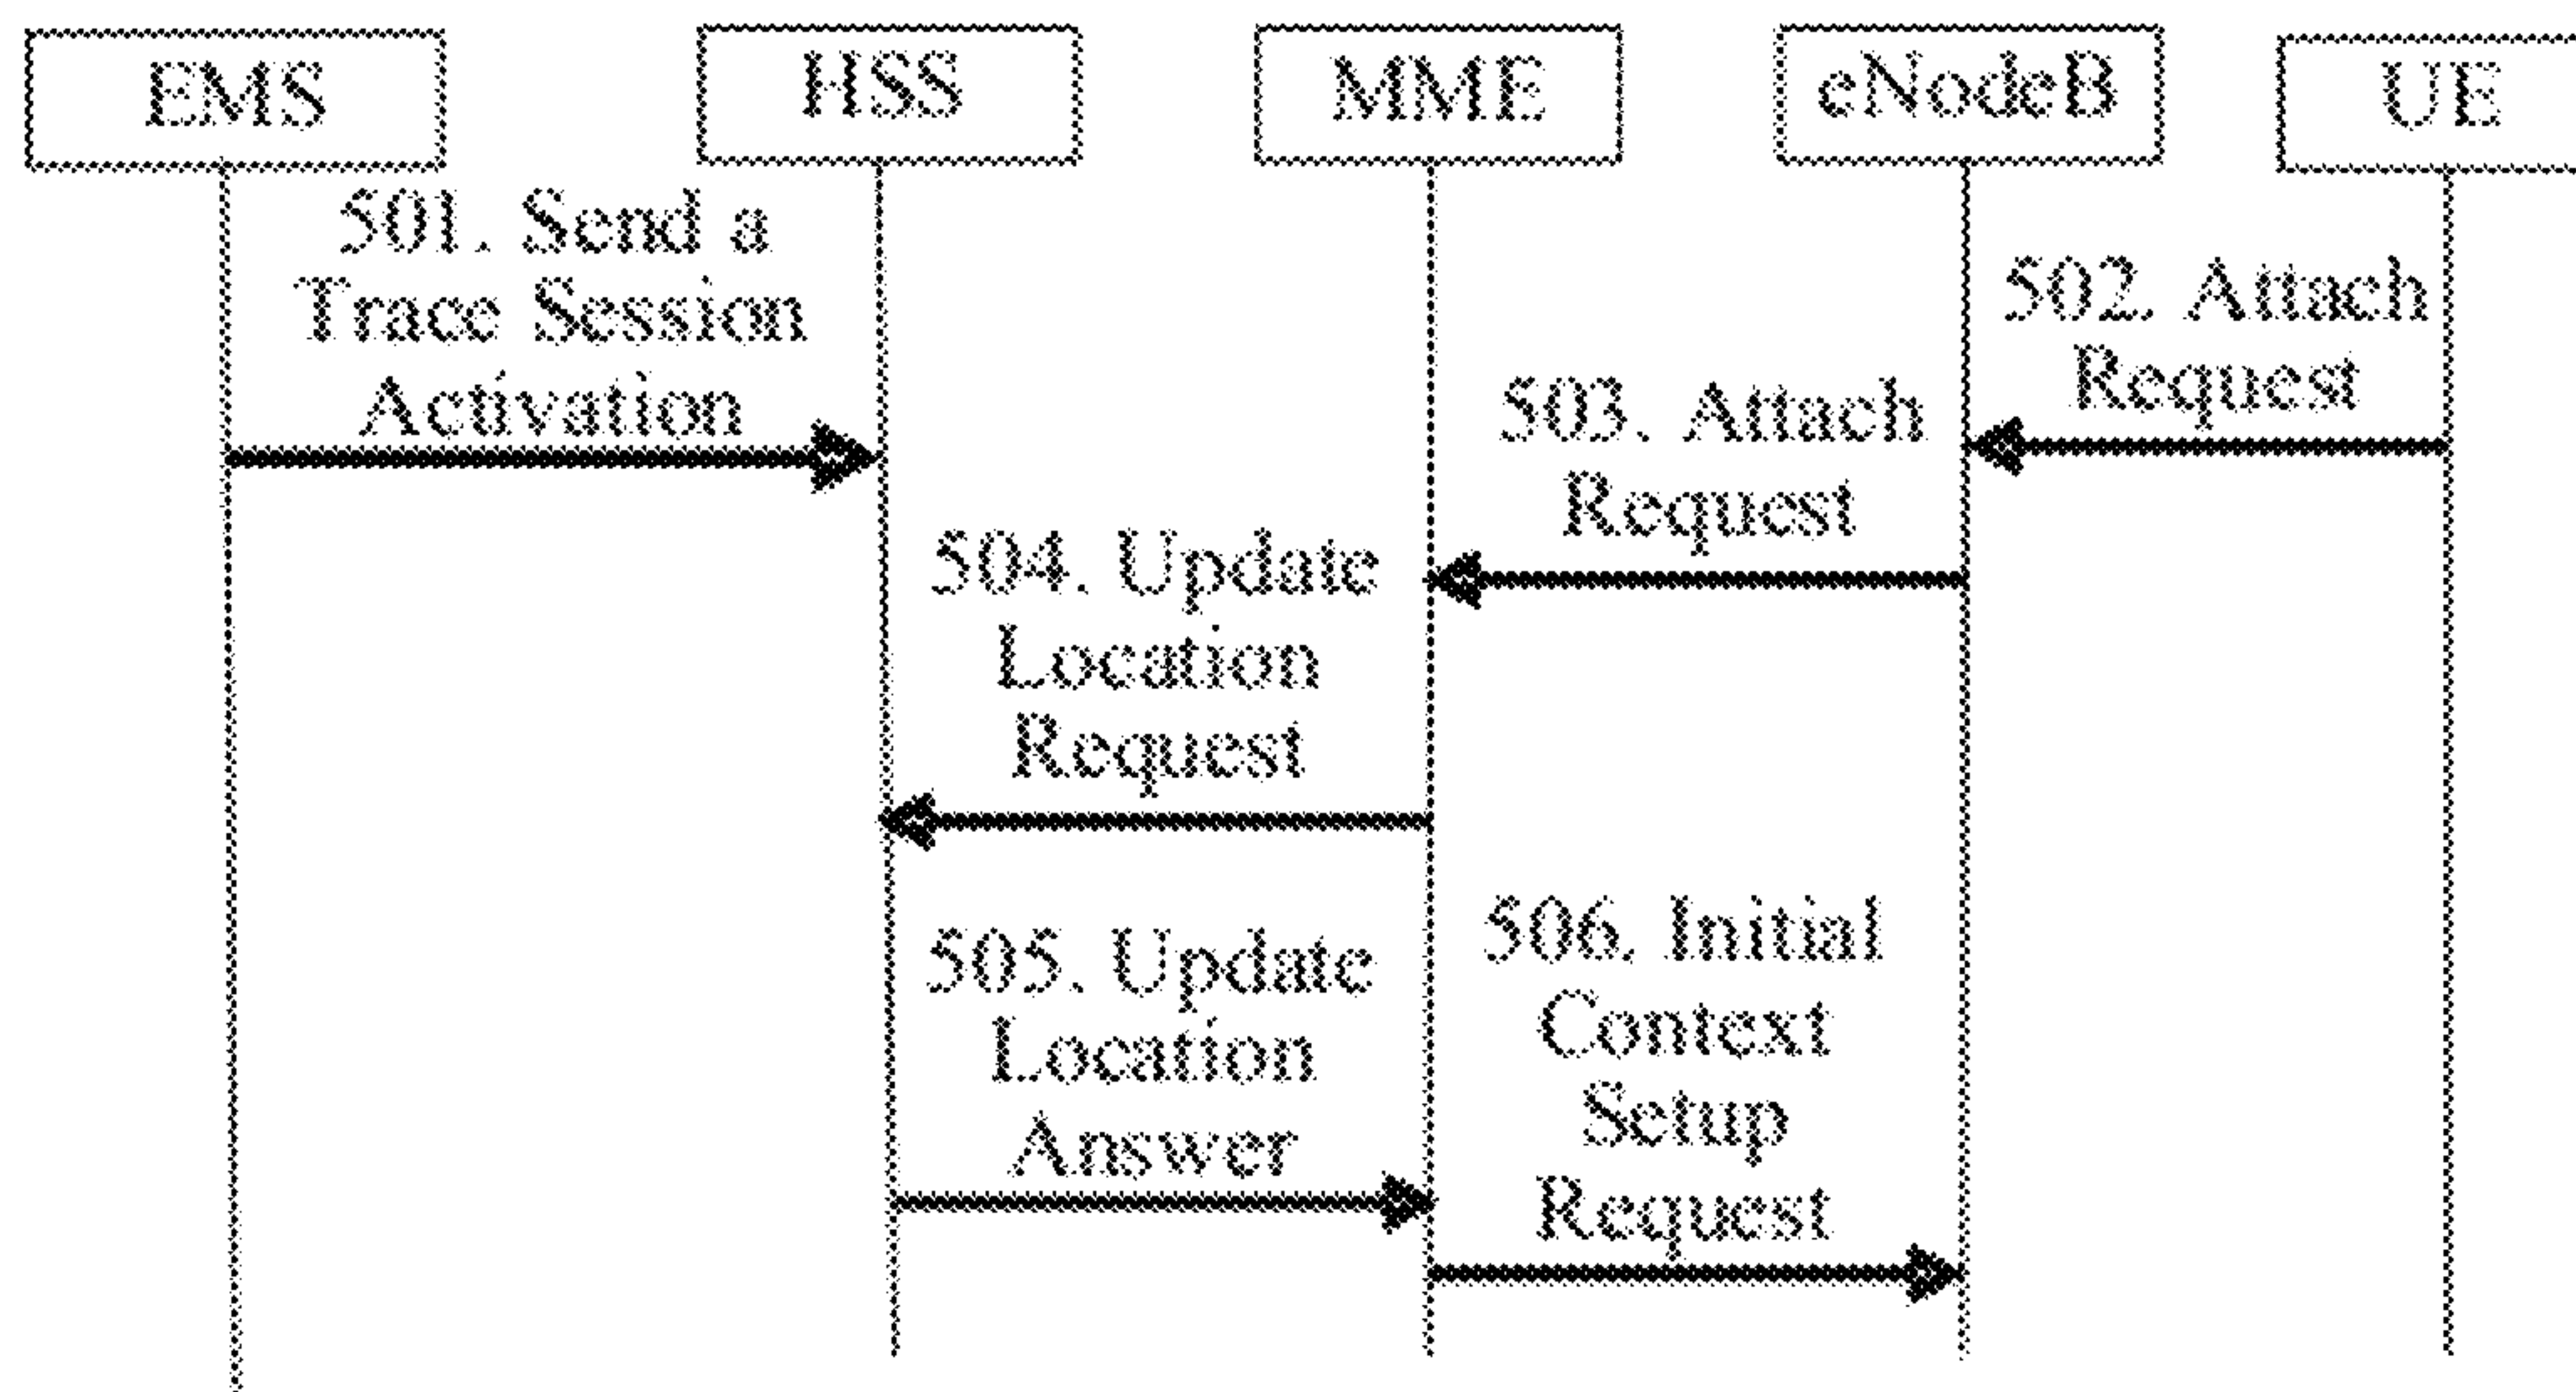 EMS
HSS
MME
eNodeB
UE
501. Send a
Trace Session
Activation
502. Attach
Request
503. Attach
Request
504. Update
Location
Request
505. Update
Location
Answer
506. Initial
Context
Setup
Request